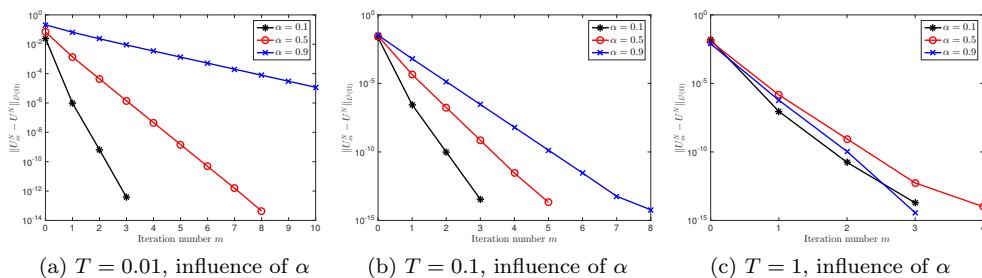 10^0
10^-2
10^-4
10^-6
10^-8
10^-10
10^-12
10^-14
‖U_m^N − U^N‖_{L²(Ω)}
α = 0.1
α = 0.5
α = 0.9
0 1 2 3 4 5 6 7 8 9 10
Iteration number m
(a) T = 0.01, influence of α
10^0
10^-5
10^-10
10^-15
‖U_m^N − U^N‖_{L²(Ω)}
α = 0.1
α = 0.5
α = 0.9
0 1 2 3 4 5 6 7 8
Iteration number m
(b) T = 0.1, influence of α
10^0
10^-5
10^-10
10^-15
‖U_m^N − U^N‖_{L²(Ω)}
α = 0.1
α = 0.5
α = 0.9
0 1 2 3 4
Iteration number m
(c) T = 1, influence of α